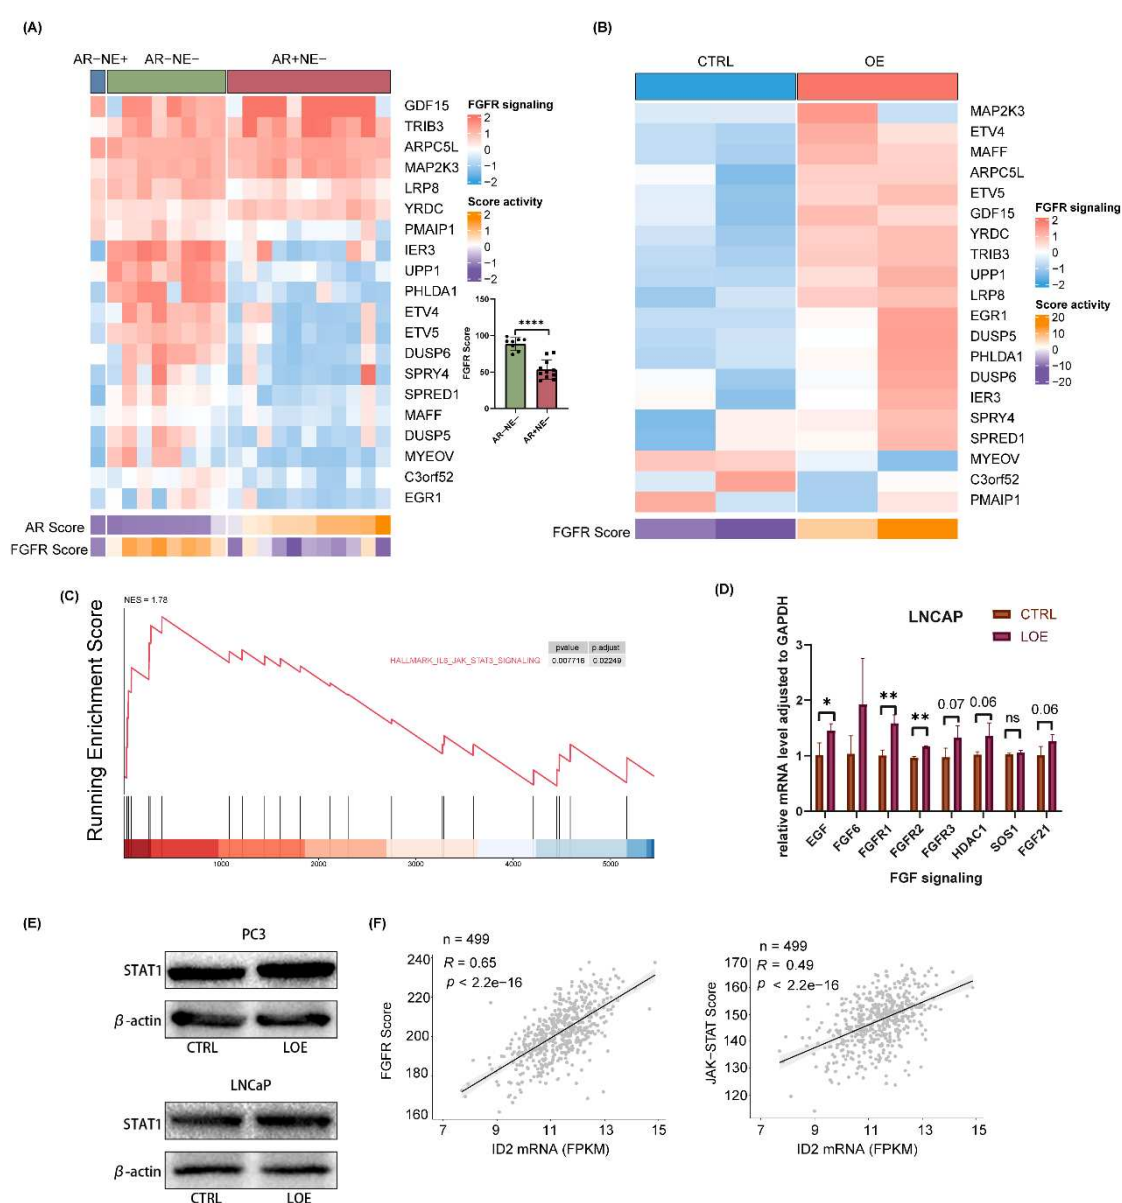 (A)
AR−NE+ AR−NE− AR+NE−
GDF15
TRIB3
ARPC5L
MAP2K3
LRP8
YRDC
PMAIP1
IER3
UPP1
PHLDA1
ETV4
ETV5
DUSP6
SPRY4
SPRED1
MAFF
DUSP5
MYEOV
C3orf52
EGR1
AR Score
FGFR Score
FGFR signaling
2
1
0
−1
−2
Score activity
2
1
0
−1
−2
150
100
50
0
FGFR Score
****
AR−NE−
AR+NE−
(B)
CTRL OE
MAP2K3
ETV4
MAFF
ARPC5L
ETV5
GDF15
YRDC
TRIB3
UPP1
LRP8
EGR1
DUSP5
PHLDA1
DUSP6
IER3
SPRY4
SPRED1
MYEOV
C3orf52
PMAIP1
FGFR Score
FGFR signaling
2
1
0
−1
−2
Score activity
20
10
0
−10
−20
(C)
NES = 1.78
Running Enrichment Score
pvalue p.adjust
HALLMARK_IL6_JAK_STAT3_SIGNALING 0.007716 0.02249
1000 2000 3000 4000 5000
(D)
LNCAP
CTRL
LOE
relative mRNA level adjusted to GAPDH
3
2
1
0
* ** ** 0.07 0.06 ns 0.06
EGF FGF6 FGFR1 FGFR2 FGFR3 HDAC1 SOS1 FGF21
FGF signaling
(E)
PC3
STAT1
β-actin
CTRL LOE
LNCaP
STAT1
β-actin
CTRL LOE
(F)
n = 499
R = 0.65
p < 2.2e−16
FGFR Score
240
220
200
180
160
7 9 11 13 15
ID2 mRNA (FPKM)
n = 499
R = 0.49
p < 2.2e−16
JAK−STAT Score
170
160
150
140
130
120
7 9 11 13 15
ID2 mRNA (FPKM)